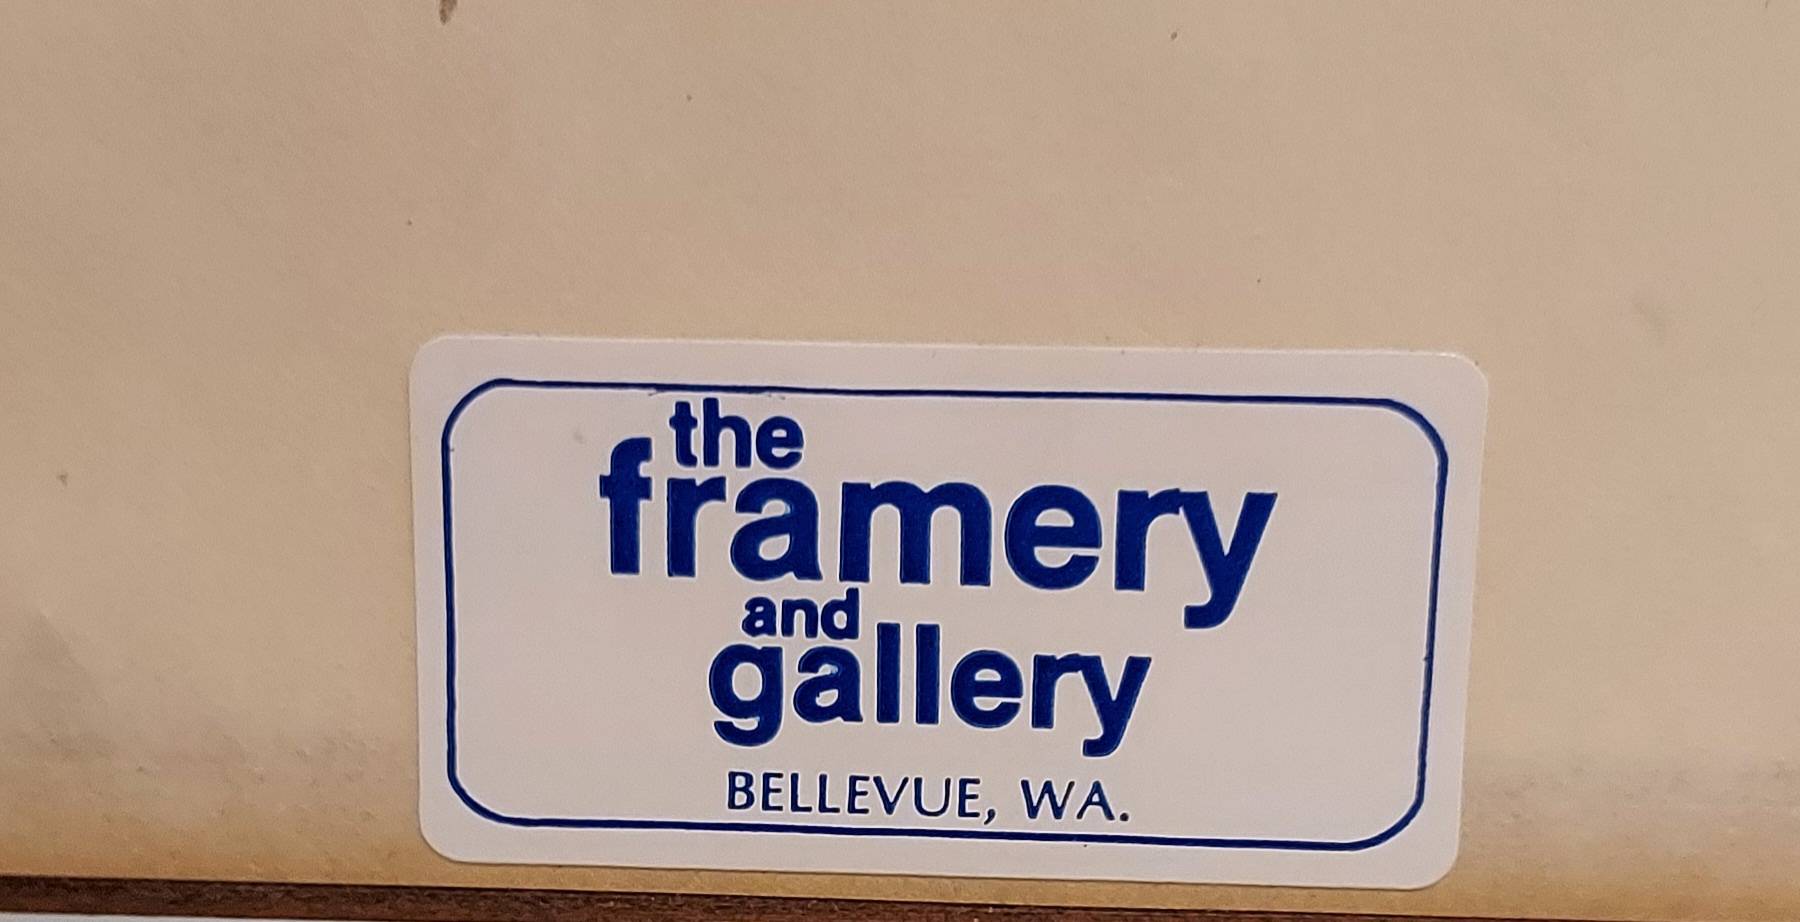 the
framery
and
gallery
BELLEVUE, WA.